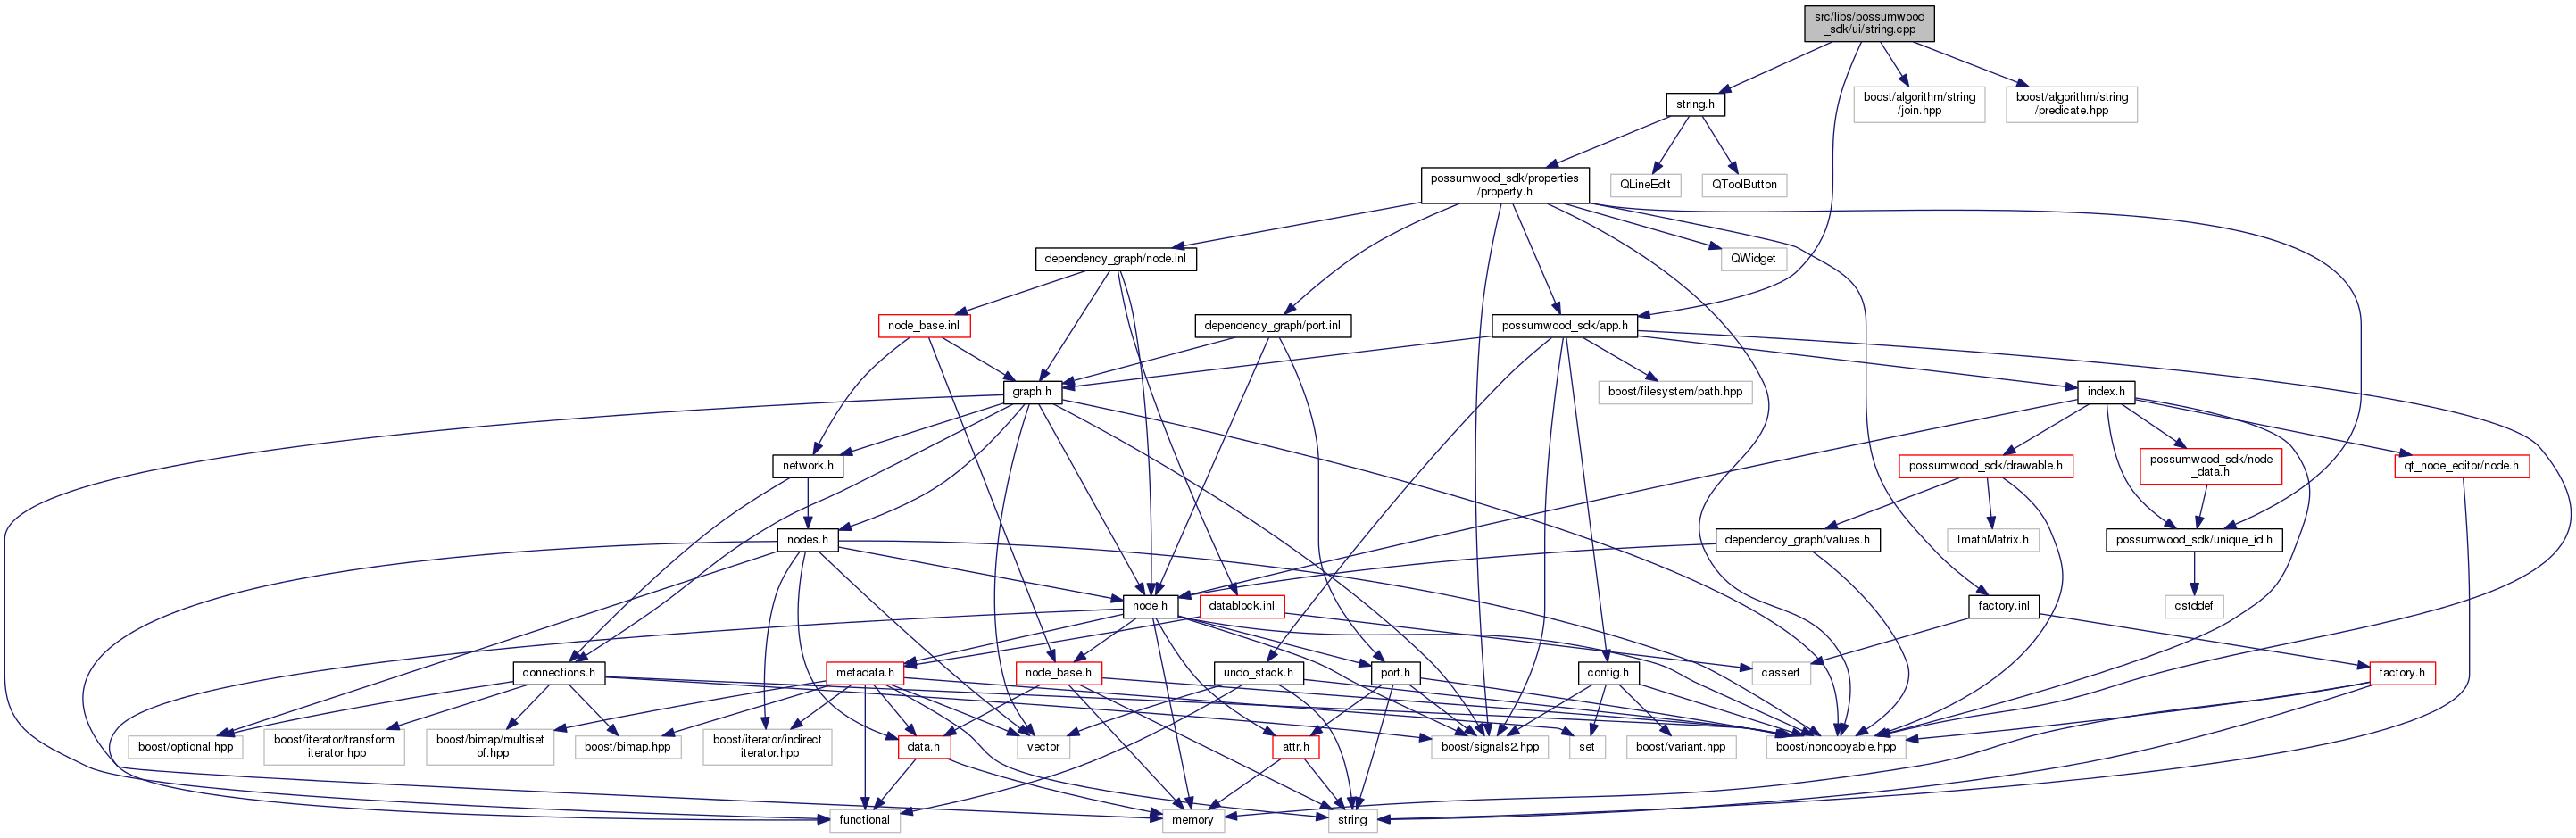 src/libs/possumwood
_sdk/ui/string.cpp
string.h
boost/algorithm/string
/join.hpp
boost/algorithm/string
/predicate.hpp
possumwood_sdk/properties
/property.h
QLineEdit
QToolButton
dependency_graph/node.inl
QWidget
node_base.inl
dependency_graph/port.inl
possumwood_sdk/app.h
graph.h
boost/filesystem/path.hpp
index.h
network.h
possumwood_sdk/drawable.h
possumwood_sdk/node
_data.h
qt_node_editor/node.h
nodes.h
dependency_graph/values.h
ImathMatrix.h
possumwood_sdk/unique_id.h
node.h
datablock.inl
factory.inl
cstddef
connections.h
metadata.h
node_base.h
undo_stack.h
port.h
config.h
cassert
factory.h
boost/optional.hpp
boost/iterator/transform
_iterator.hpp
boost/bimap/multiset
_of.hpp
boost/bimap.hpp
boost/iterator/indirect
_iterator.hpp
data.h
vector
attr.h
boost/signals2.hpp
set
boost/variant.hpp
boost/noncopyable.hpp
functional
memory
string